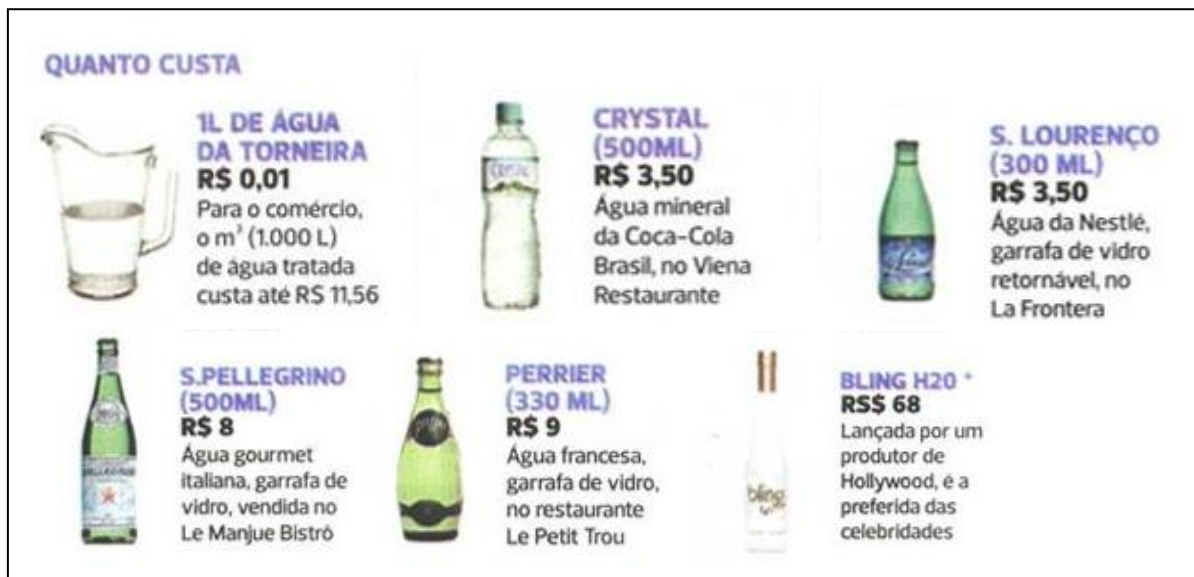 QUANTO CUSTA
1L DE ÁGUA
DA TORNEIRA
R$ 0,01
Para o comércio,
o m³ (1.000 L)
de água tratada
custa até R$ 11,56
CRYSTAL
(500ML)
R$ 3,50
Água mineral
da Coca-Cola
Brasil, no Viena
Restaurante
S. LOURENÇO
(300 ML)
R$ 3,50
Água da Nestlé,
garrafa de vidro
retornável, no
La Frontera
S.PELLEGRINO
(500ML)
R$ 8
Água gourmet
italiana, garrafa de
vidro, vendida no
Le Manjue Bistrô
PERRIER
(330 ML)
R$ 9
Água francesa,
garrafa de vidro,
no restaurante
Le Petit Trou
bling
BLING H20 *
RS$ 68
Lançada por um
produtor de
Hollywood, é a
preferida das
celebridades